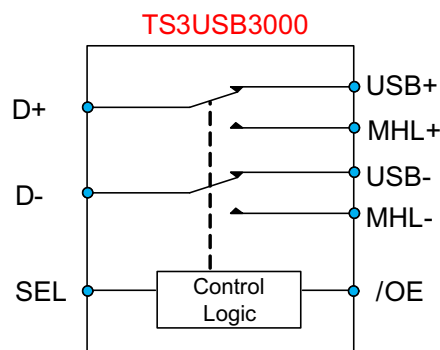 TS3USB3000
D+
USB+
MHL+
D-
USB-
MHL-
SEL
Control
Logic
/OE